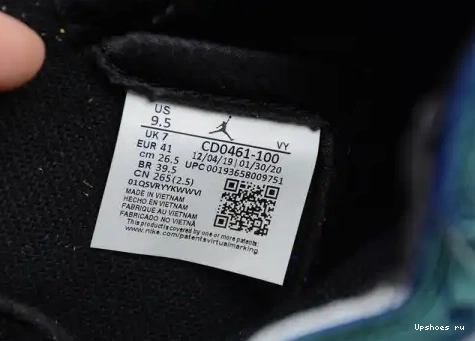 US
9.5
VY
UK 7
EUR 41
CD0461-100
cm 26.5
12/04/19 | 01/30/20
BR 39.5
UPC 00193658009751
CN 265(2.5)
01QSVRYYKWWVI
MADE IN VIETNAM
HECHO EN VIETNAM
FABRIQUE AU VIETNAM
FABRICADO NO VIETNÃ
This product is covered by one or more patents:
www.nike.com/patentsvirtualmarking
Upshoes ru